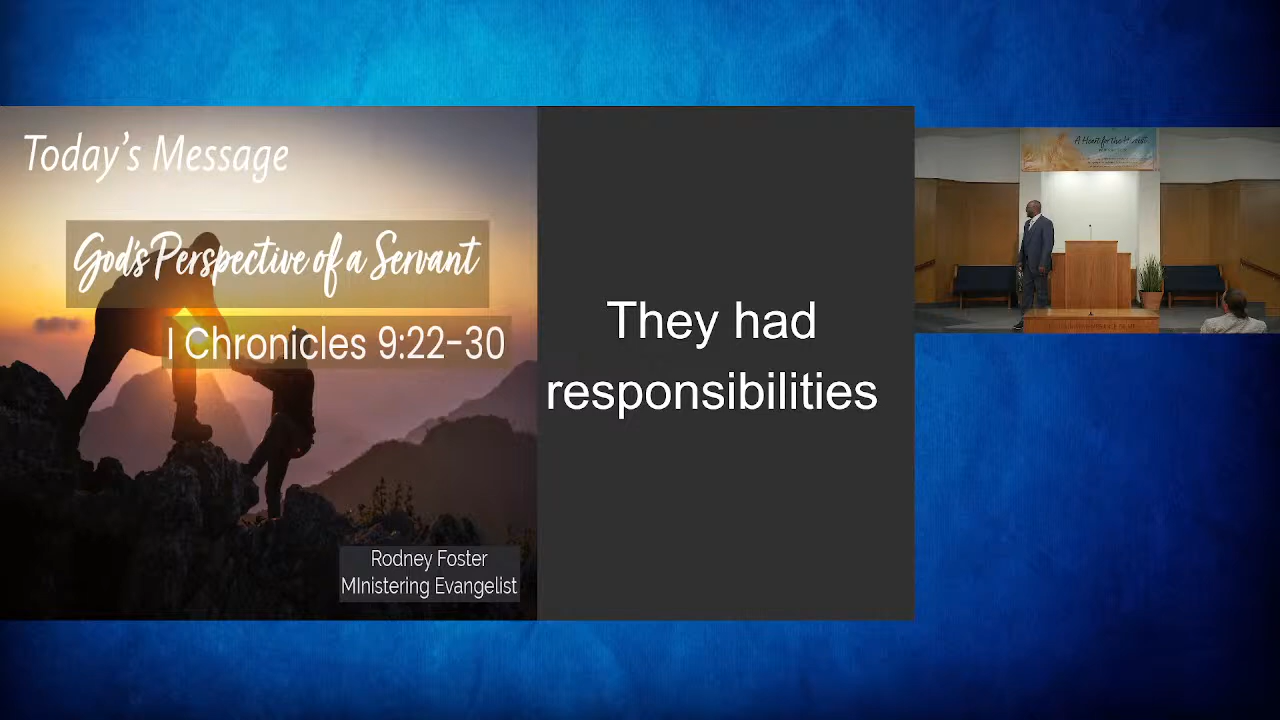 Today's Message
God's Perspective of a Servant
I Chronicles 9:22-30
Rodney Foster
MInistering Evangelist
They had
responsibilities
A Heart for the Harvest